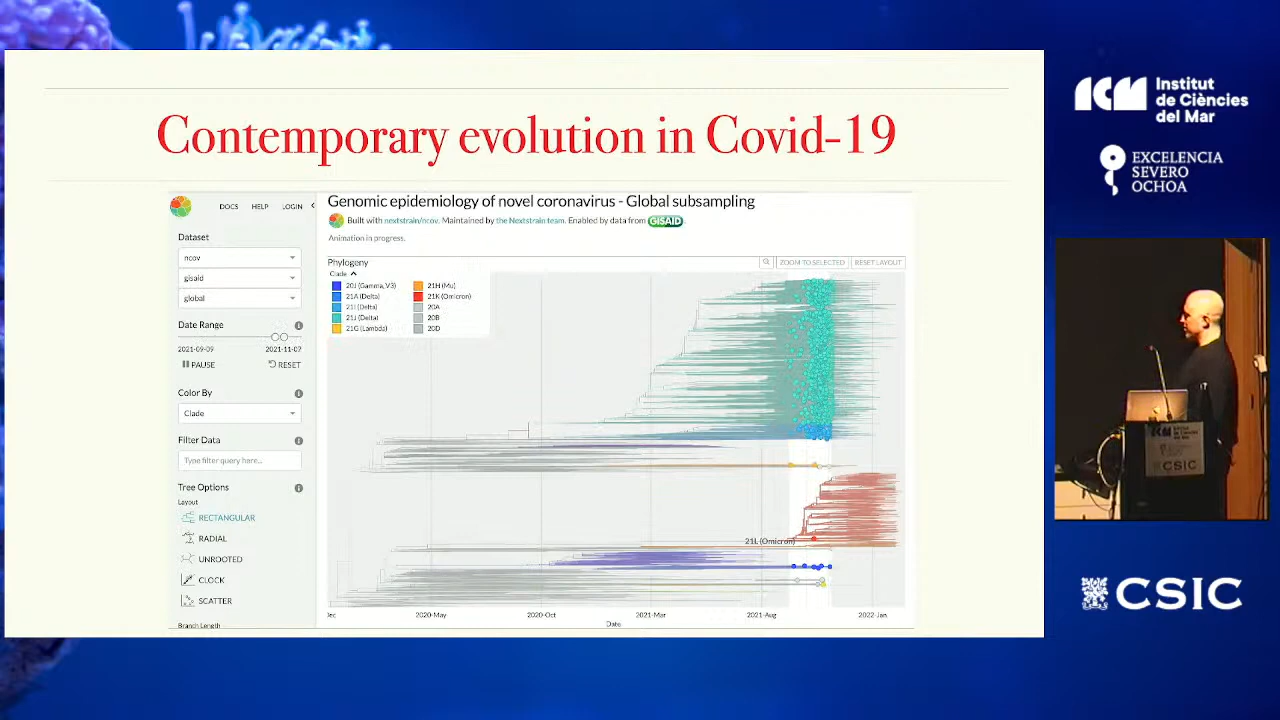 Contemporary evolution in Covid-19
DOCS HELP LOGIN
Genomic epidemiology of novel coronavirus - Global subsampling
Built with nextstrain/ncov. Maintained by the Nextstrain team. Enabled by data from GISAID
Animation in progress.
Dataset
ncov
gisaid
global
Date Range
2021-09-09 2021-11-07
PAUSE RESET
Color By
Clade
Filter Data
Type filter query here...
Tree Options
Layout
RECTANGULAR
RADIAL
UNROOTED
CLOCK
SCATTER
Branch Length
Phylogeny
ZOOM TO SELECTED RESET LAYOUT
Clade
20J (Gamma, V3) 21H (Mu)
21A (Delta) 21K (Omicron)
21I (Delta) 20A
21J (Delta) 20B
21G (Lambda) 20D
21L (Omicron)
2020-May 2020-Oct 2021-Mar 2021-Aug 2022-Jan
Date
ICM Institut
de Ciències
del Mar
EXCELENCIA
SEVERO
OCHOA
CSIC
CSIC